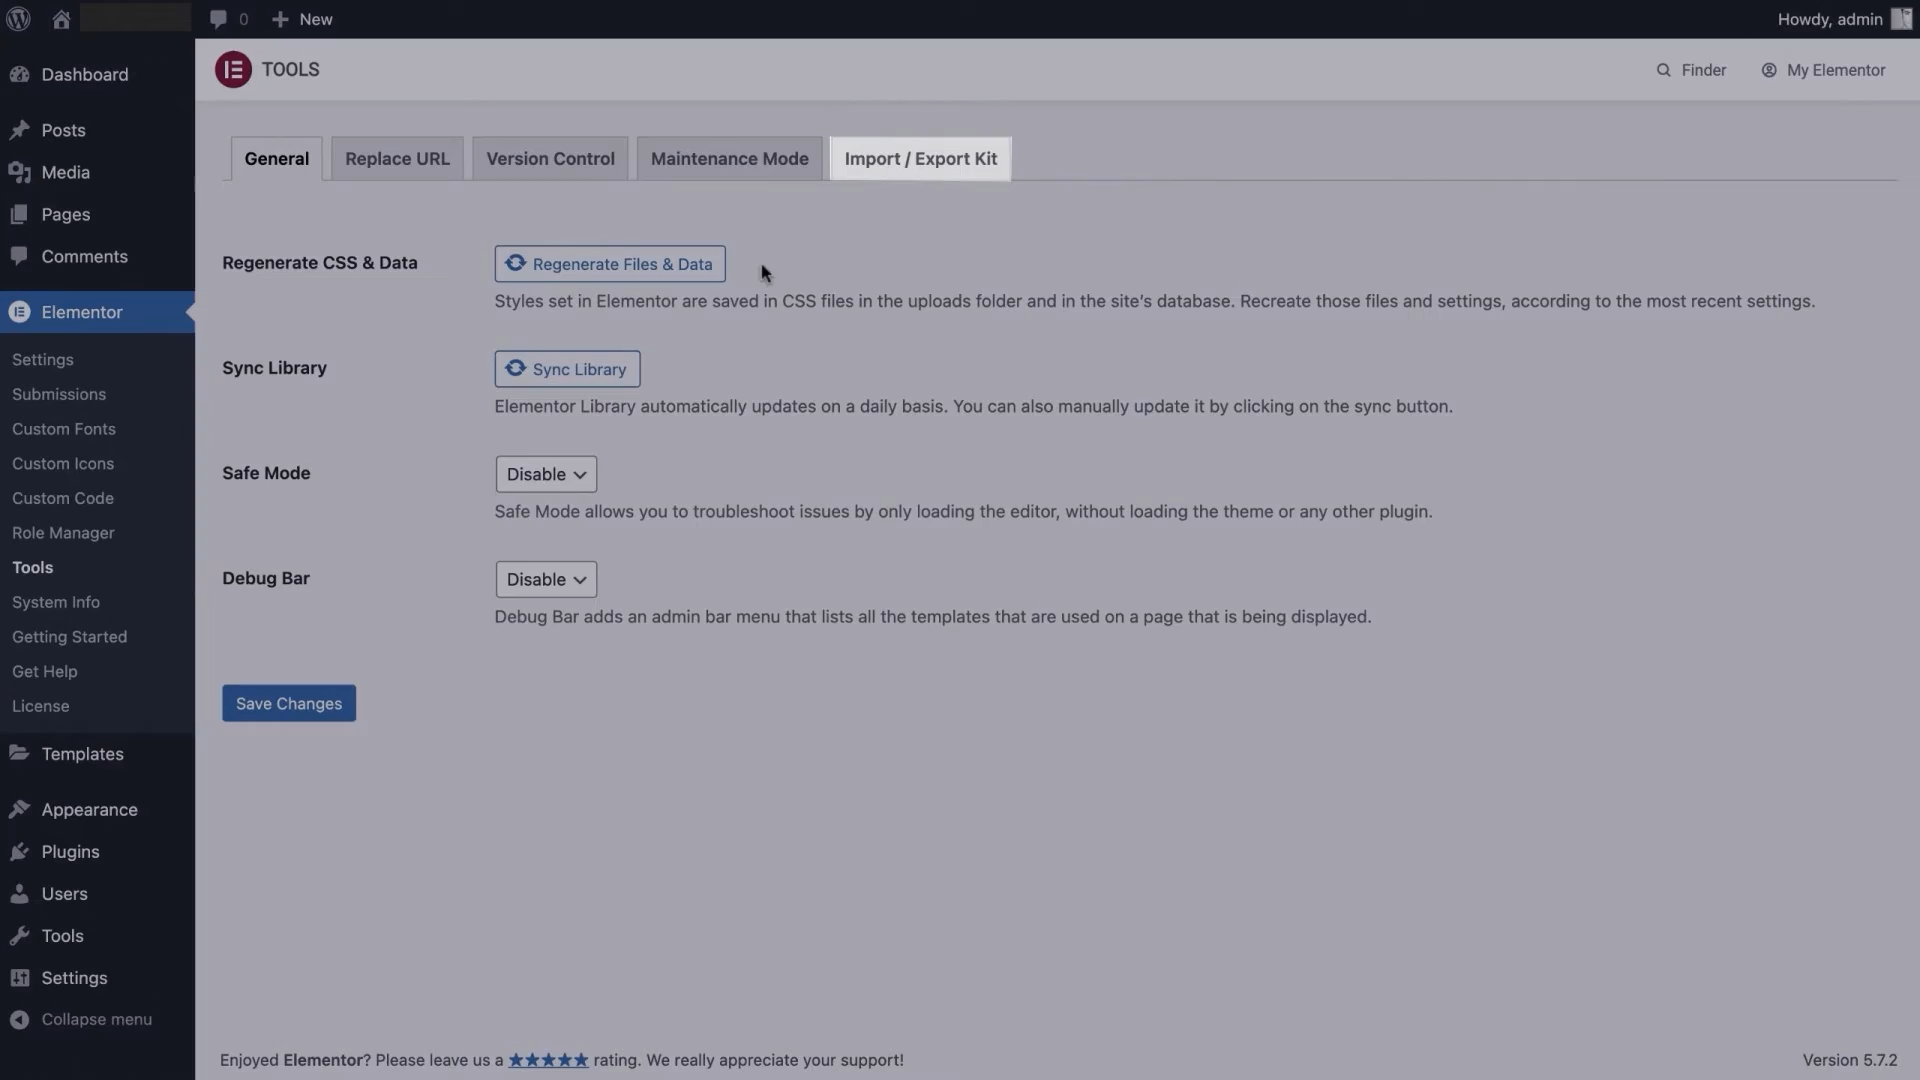 0
New
Howdy, admin
Dashboard
Posts
Media
Pages
Comments
Elementor
Settings
Submissions
Custom Fonts
Custom Icons
Custom Code
Role Manager
Tools
System Info
Getting Started
Get Help
License
Templates
Appearance
Plugins
Users
Tools
Settings
Collapse menu
TOOLS
Finder
My Elementor
General
Replace URL
Version Control
Maintenance Mode
Import / Export Kit
Regenerate CSS & Data
Regenerate Files & Data
Styles set in Elementor are saved in CSS files in the uploads folder and in the site's database. Recreate those files and settings, according to the most recent settings.
Sync Library
Sync Library
Elementor Library automatically updates on a daily basis. You can also manually update it by clicking on the sync button.
Safe Mode
Disable
Safe Mode allows you to troubleshoot issues by only loading the editor, without loading the theme or any other plugin.
Debug Bar
Disable
Debug Bar adds an admin bar menu that lists all the templates that are used on a page that is being displayed.
Save Changes
Enjoyed Elementor? Please leave us a ★★★★★ rating. We really appreciate your support!
Version 5.7.2